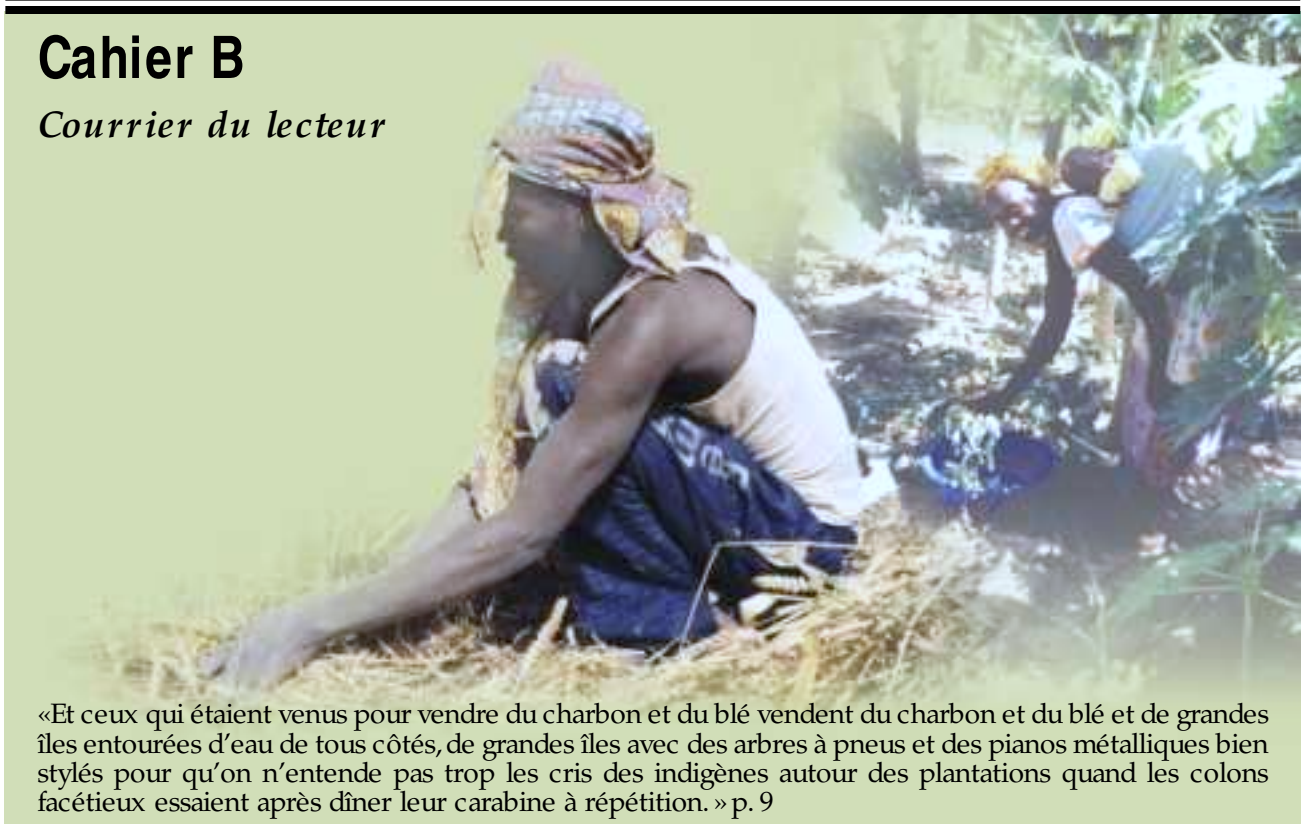 Cahier B
Courrier du lecteur
«Et ceux qui étaient venus pour vendre du charbon et du blé vendent du charbon et du blé et de grandes
îles entourées d’eau de tous côtés, de grandes îles avec des arbres à pneus et des pianos métalliques bien
stylés pour qu’on n’entende pas trop les cris des indigènes autour des plantations quand les colons
facétieux essaient après dîner leur carabine à répétition. » p. 9